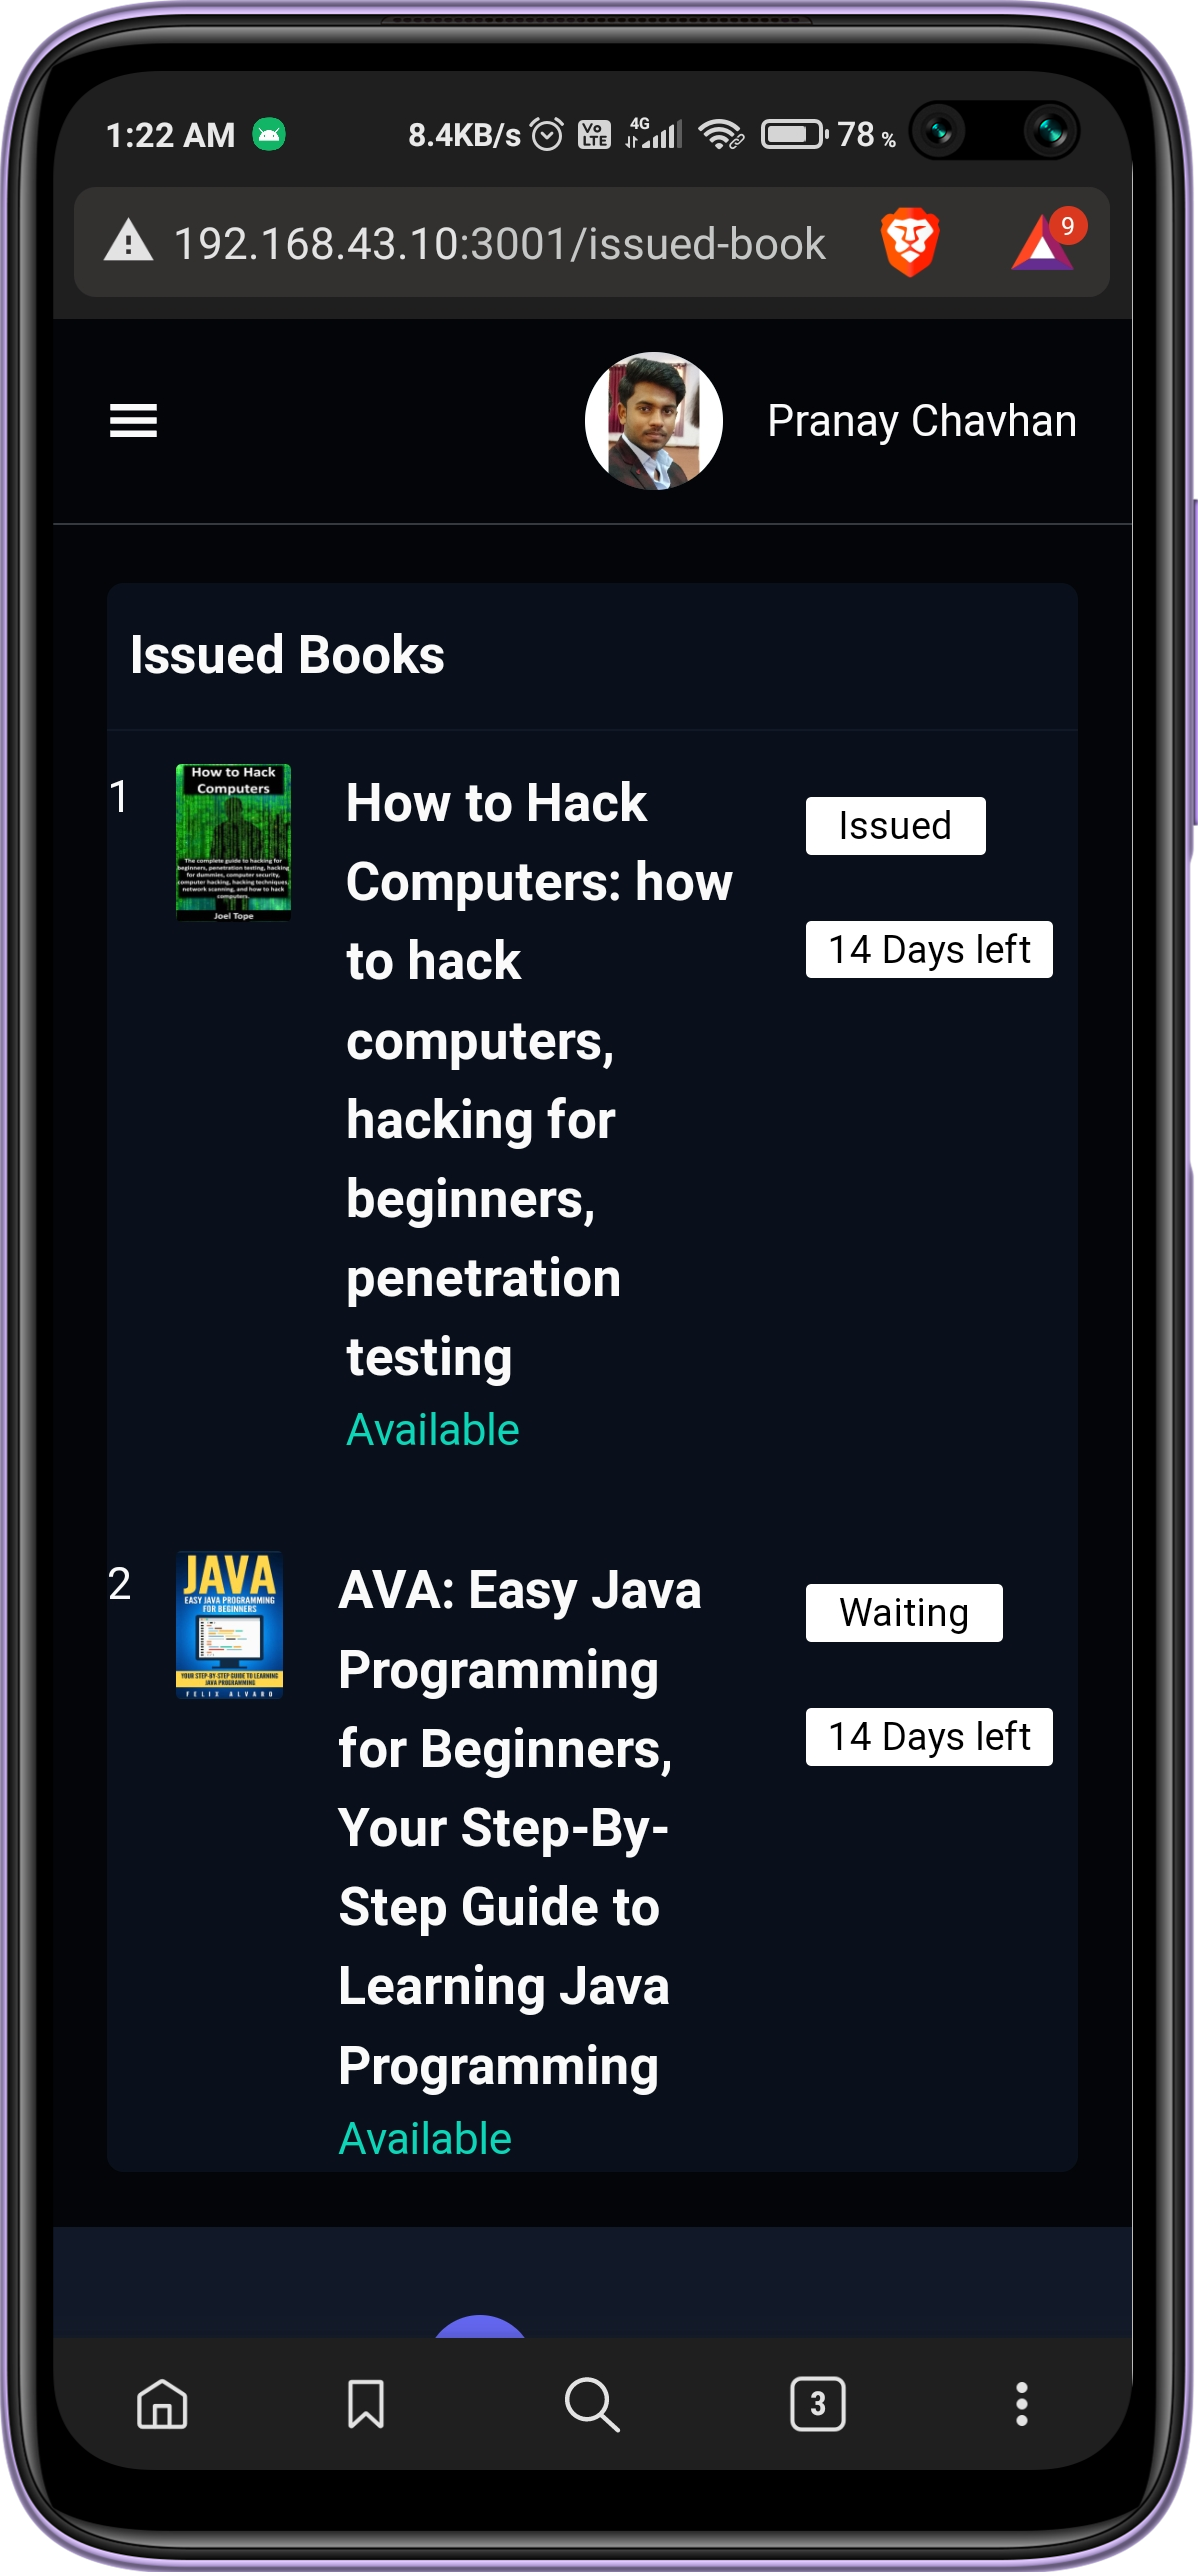 1:22 AM 8.4KB/s Vo LTE 4G 78 %
192.168.43.10:3001/issued-book 9
Pranay Chavhan
Issued Books
1
How to Hack
Computers
The complete guide to hacking for
beginners, penetration testing, hacking
for dummies, computer security,
computer hacking, hacking techniques,
network scanning, and how to hack
computers.
Joel Tope
How to Hack
Computers: how
to hack
computers,
hacking for
beginners,
penetration
testing
Available
Issued
14 Days left
2
JAVA
EASY JAVA PROGRAMMING
FOR BEGINNERS
YOUR STEP-BY-STEP GUIDE TO LEARNING
JAVA PROGRAMMING
FELIX ALVARO
AVA: Easy Java
Programming
for Beginners,
Your Step-By-
Step Guide to
Learning Java
Programming
Available
Waiting
14 Days left
3